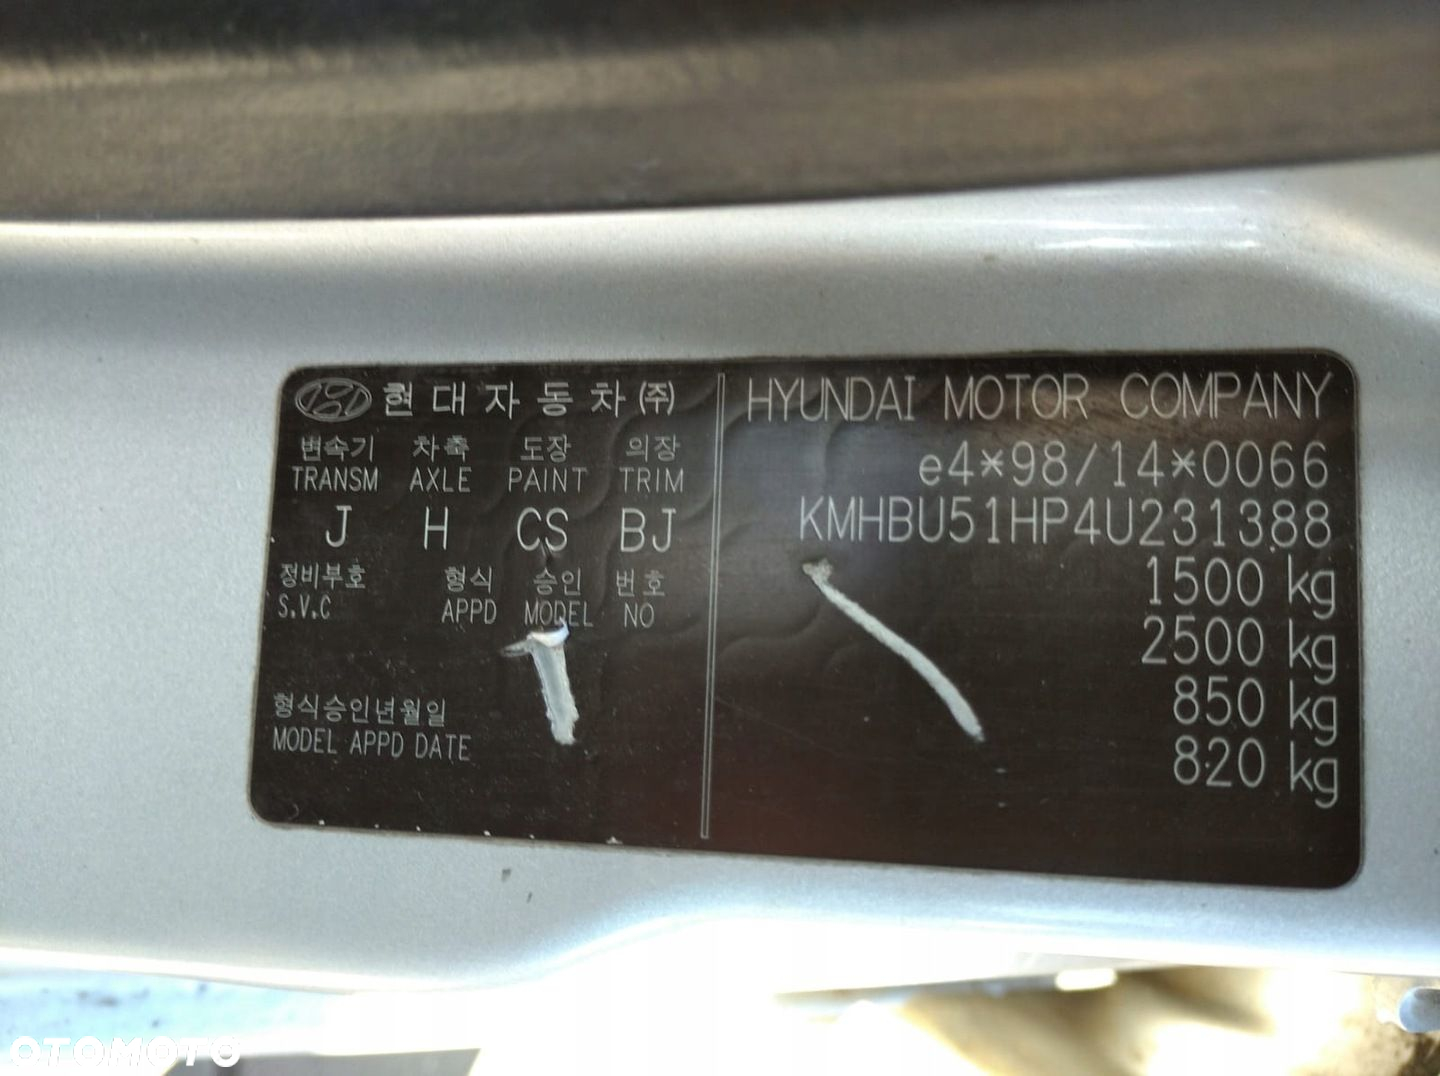 현대자동차(주)
변속기 차축 도장 의장
TRANSM AXLE PAINT TRIM
J H CS BJ
정비부호 형식 승인 번호
S.V.C APPD MODEL NO
형식승인년월일
MODEL APPD DATE
HYUNDAI MOTOR COMPANY
e4*98/14*0066
KMHBU51HP4U231388
1500 kg
2500 kg
850 kg
820 kg
OTOMOTO